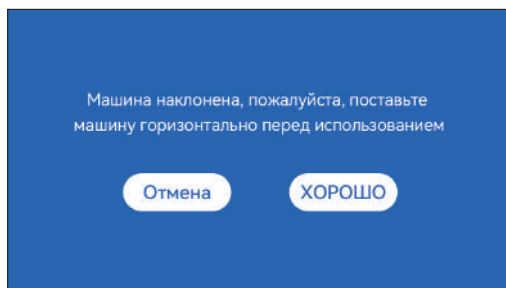 Машина наклонена, пожалуйста, поставьте
машину горизонтально перед использованием
Отмена
ХОРОШО